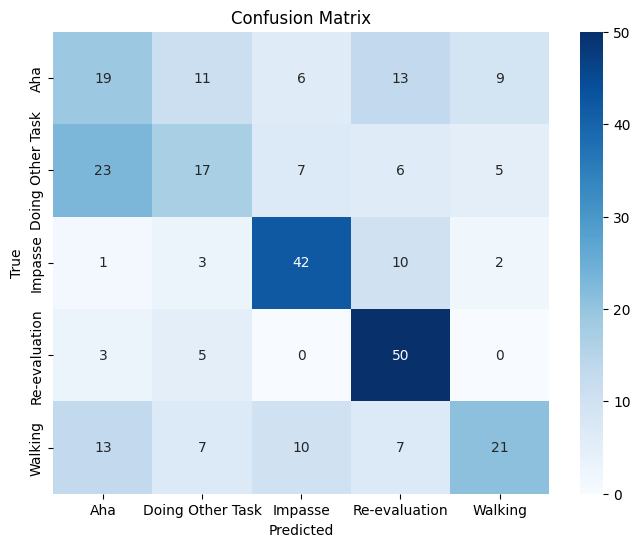 Confusion Matrix
True
Aha
19 11 6 13 9
Doing Other Task
23 17 7 6 5
Impasse
1 3 42 10 2
Re-evaluation
3 5 0 50 0
Walking
13 7 10 7 21
Aha Doing Other Task Impasse Re-evaluation Walking
Predicted
50
40
30
20
10
0